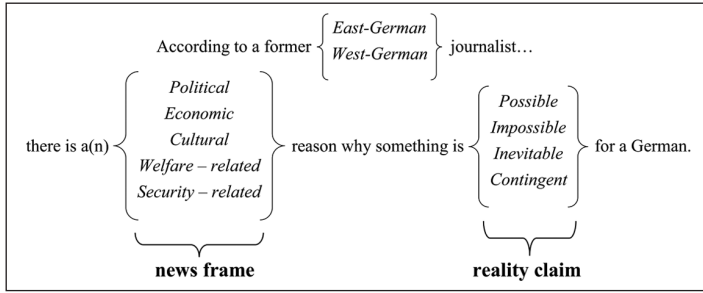 According to a former { East-German West-German } journalist…
there is a(n) { Political Economic Cultural Welfare – related Security – related } reason why something is { Possible Impossible Inevitable Contingent } for a German.
news frame
reality claim